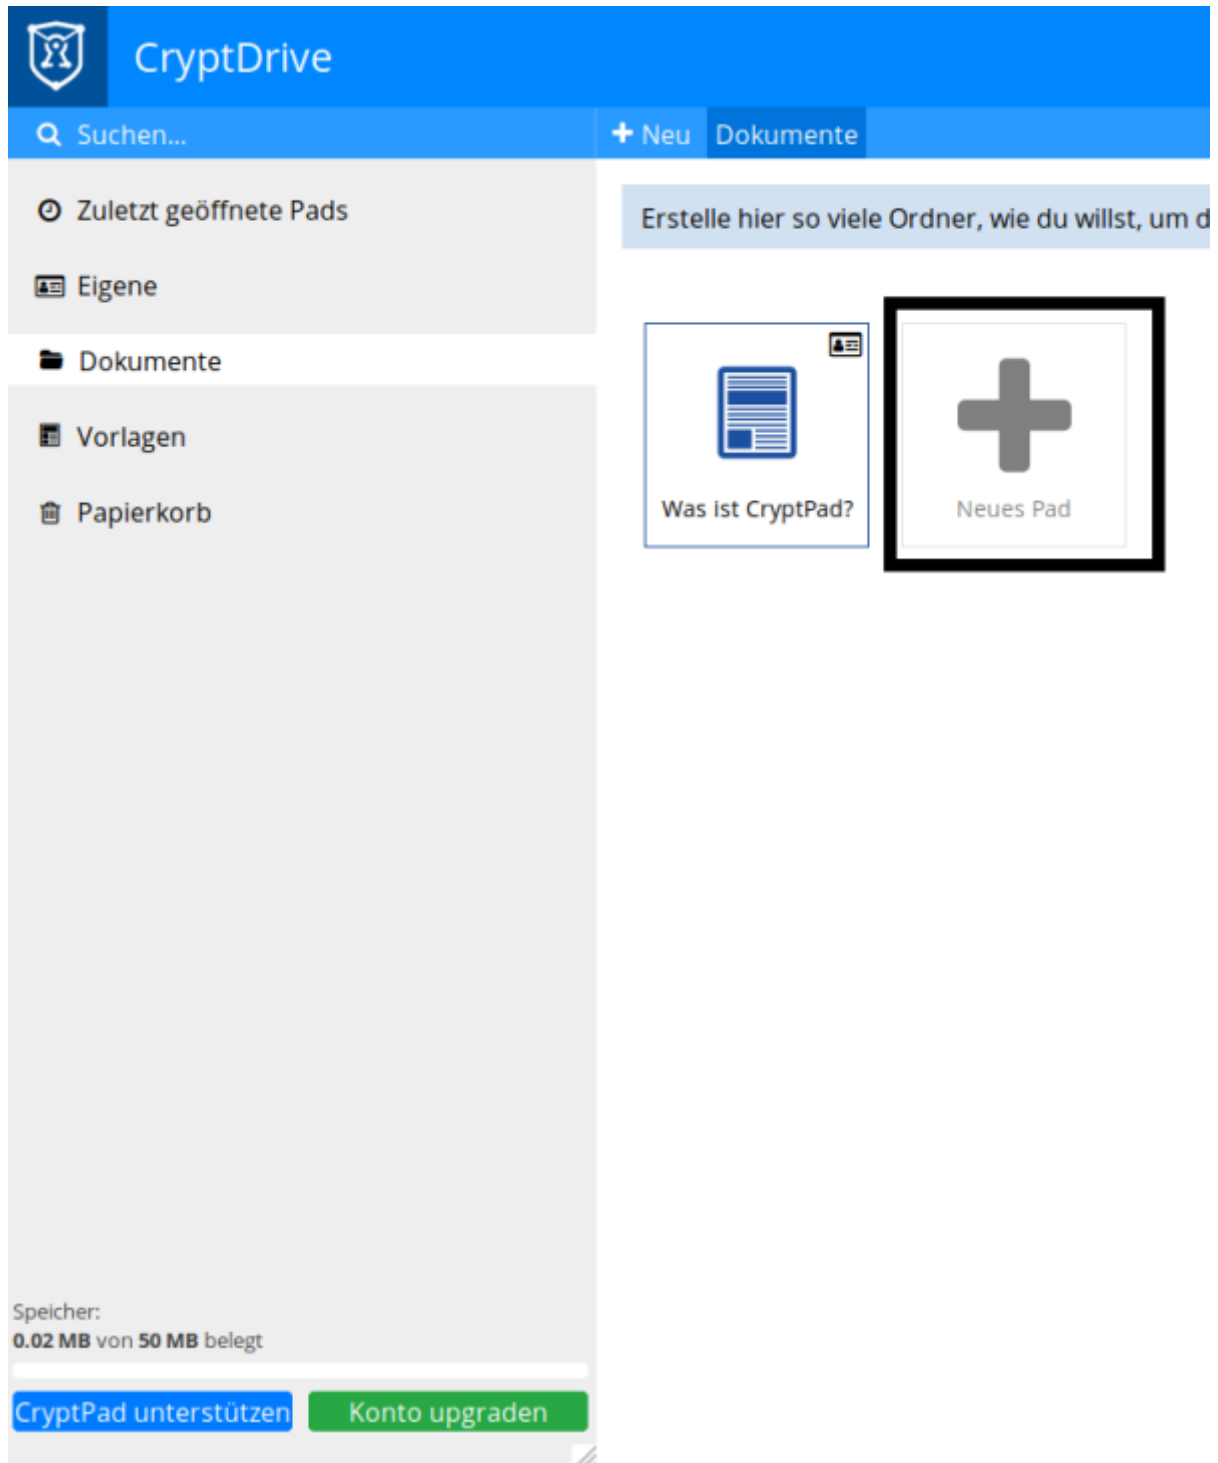 CryptDrive
Suchen...
Neu Dokumente
Zuletzt geöffnete Pads
Eigene
Dokumente
Vorlagen
Papierkorb
Erstelle hier so viele Ordner, wie du willst, um d
Was ist CryptPad?
Neues Pad
Speicher:
0.02 MB von 50 MB belegt
CryptPad unterstützen Konto upgraden